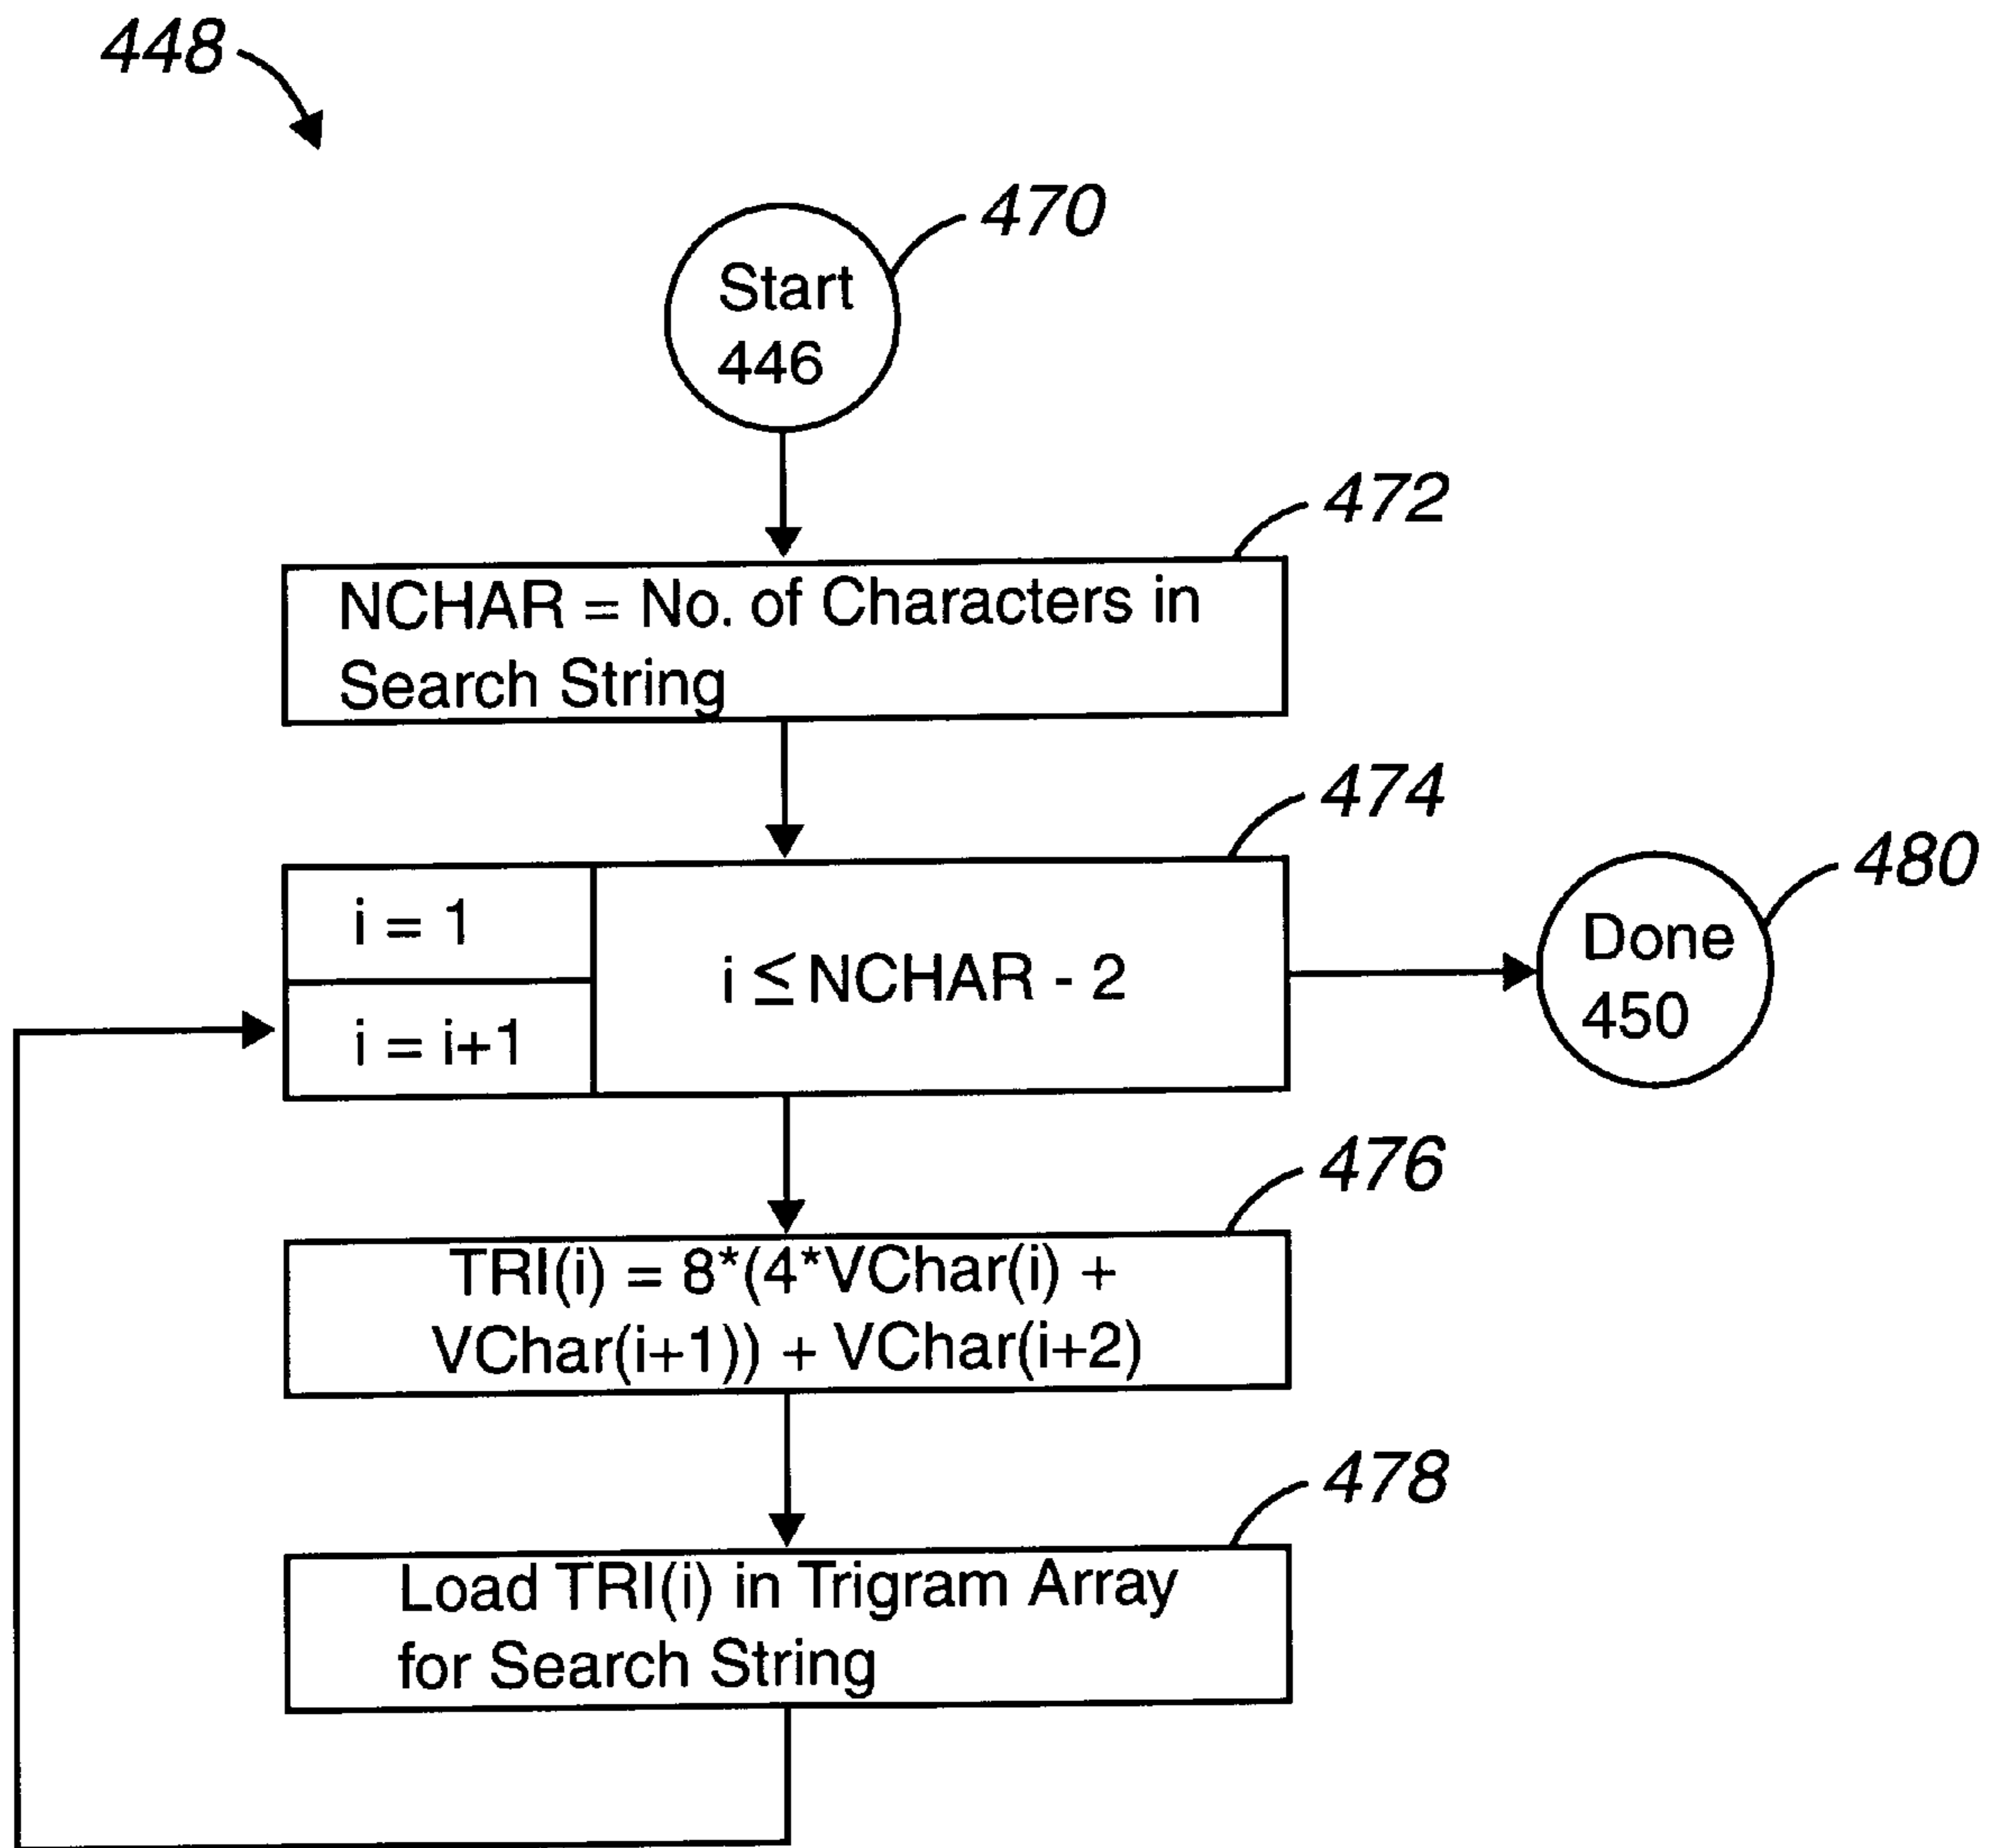 448
470
Start
446
472
NCHAR = No. of Characters in
Search String
474
480
i = 1
i ≤ NCHAR - 2
i = i+1
Done
450
476
TRI(i) = 8*(4*VChar(i) +
VChar(i+1)) + VChar(i+2)
478
Load TRI(i) in Trigram Array
for Search String